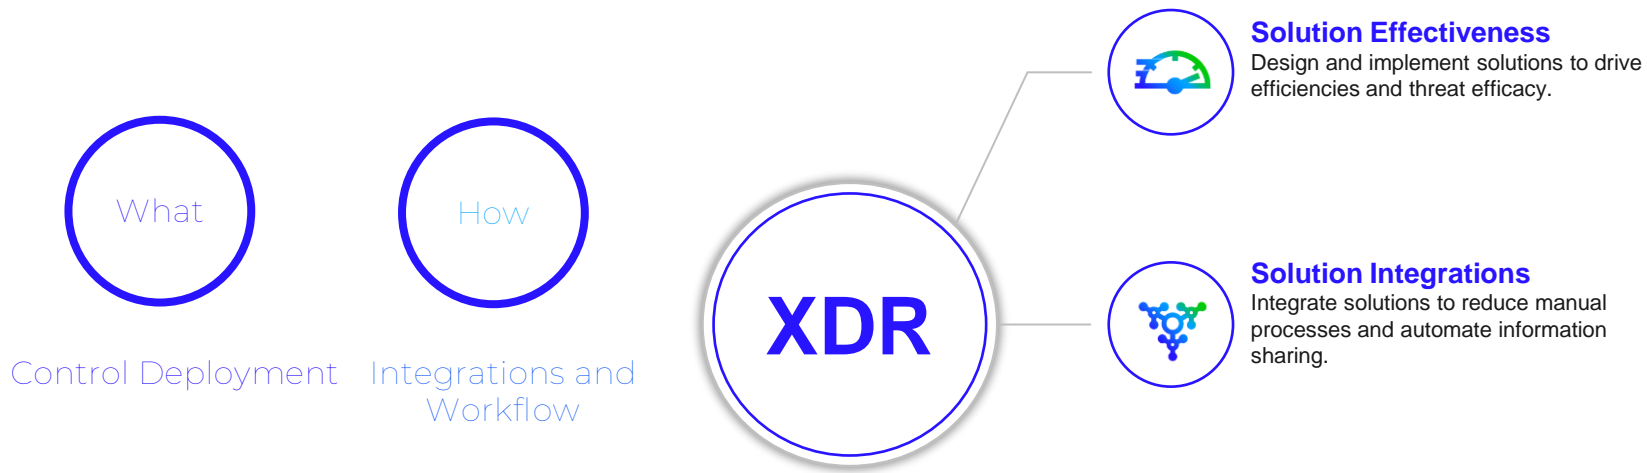 What
Control Deployment
How
Integrations and
Workflow
XDR
Solution Effectiveness
Design and implement solutions to drive
efficiencies and threat efficacy.
Solution Integrations
Integrate solutions to reduce manual
processes and automate information
sharing.